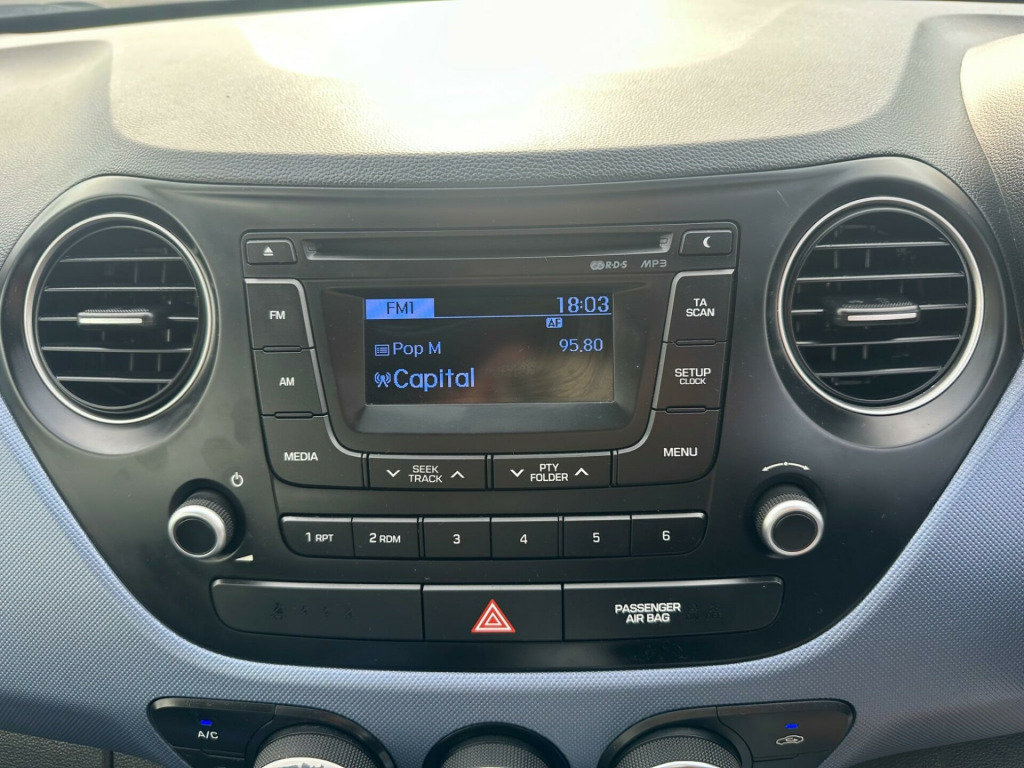 R·D·S MP3
FM
FM1 18:03
TA
SCAN
AF
Pop M 95.80
AM
Capital
SETUP
CLOCK
MEDIA
SEEK
TRACK
PTY
FOLDER
MENU
1 RPT 2 RDM 3 4 5 6
PASSENGER
AIR BAG
A/C